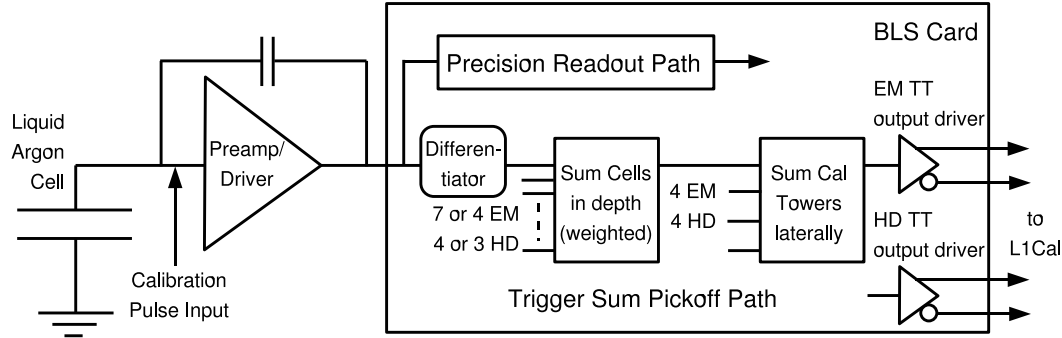 BLS Card
Precision Readout Path
EM TT
output driver
Liquid
Argon
Cell
Preamp/
Driver
Differen-
tiator
Sum Cells
in depth
(weighted)
7 or 4 EM
4 or 3 HD
4 EM
4 HD
Sum Cal
Towers
laterally
HD TT
output driver
to
L1Cal
Calibration
Pulse Input
Trigger Sum Pickoff Path